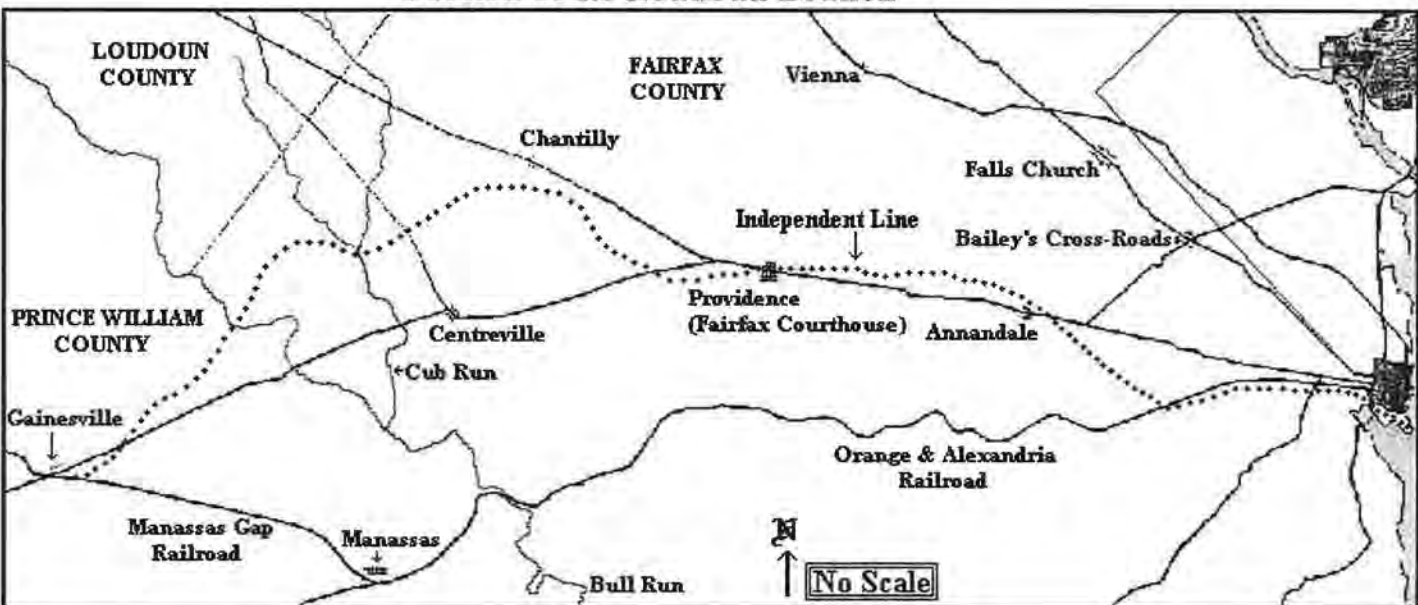 LOUDOUN
COUNTY
FAIRFAX
COUNTY
Vienna
Chantilly
Falls Church
Independent Line
Bailey's Cross-Roads
PRINCE WILLIAM
COUNTY
Providence
(Fairfax Courthouse)
Centreville
Annandale
Cub Run
Gainesville
Orange & Alexandria
Railroad
Manassas Gap
Railroad
Manassas
N
Bull Run
No Scale